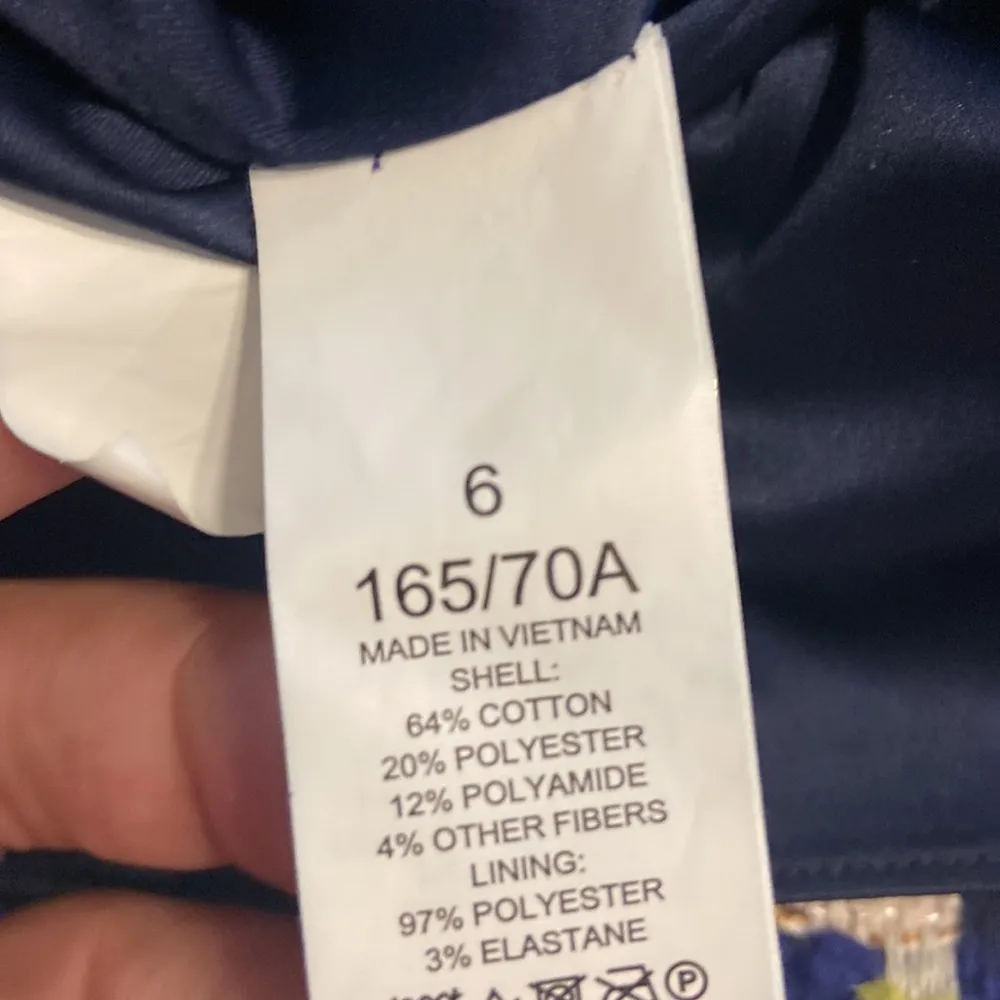 6
165/70A
MADE IN VIETNAM
SHELL:
64% COTTON
20% POLYESTER
12% POLYAMIDE
4% OTHER FIBERS
LINING:
97% POLYESTER
3% ELASTANE
P